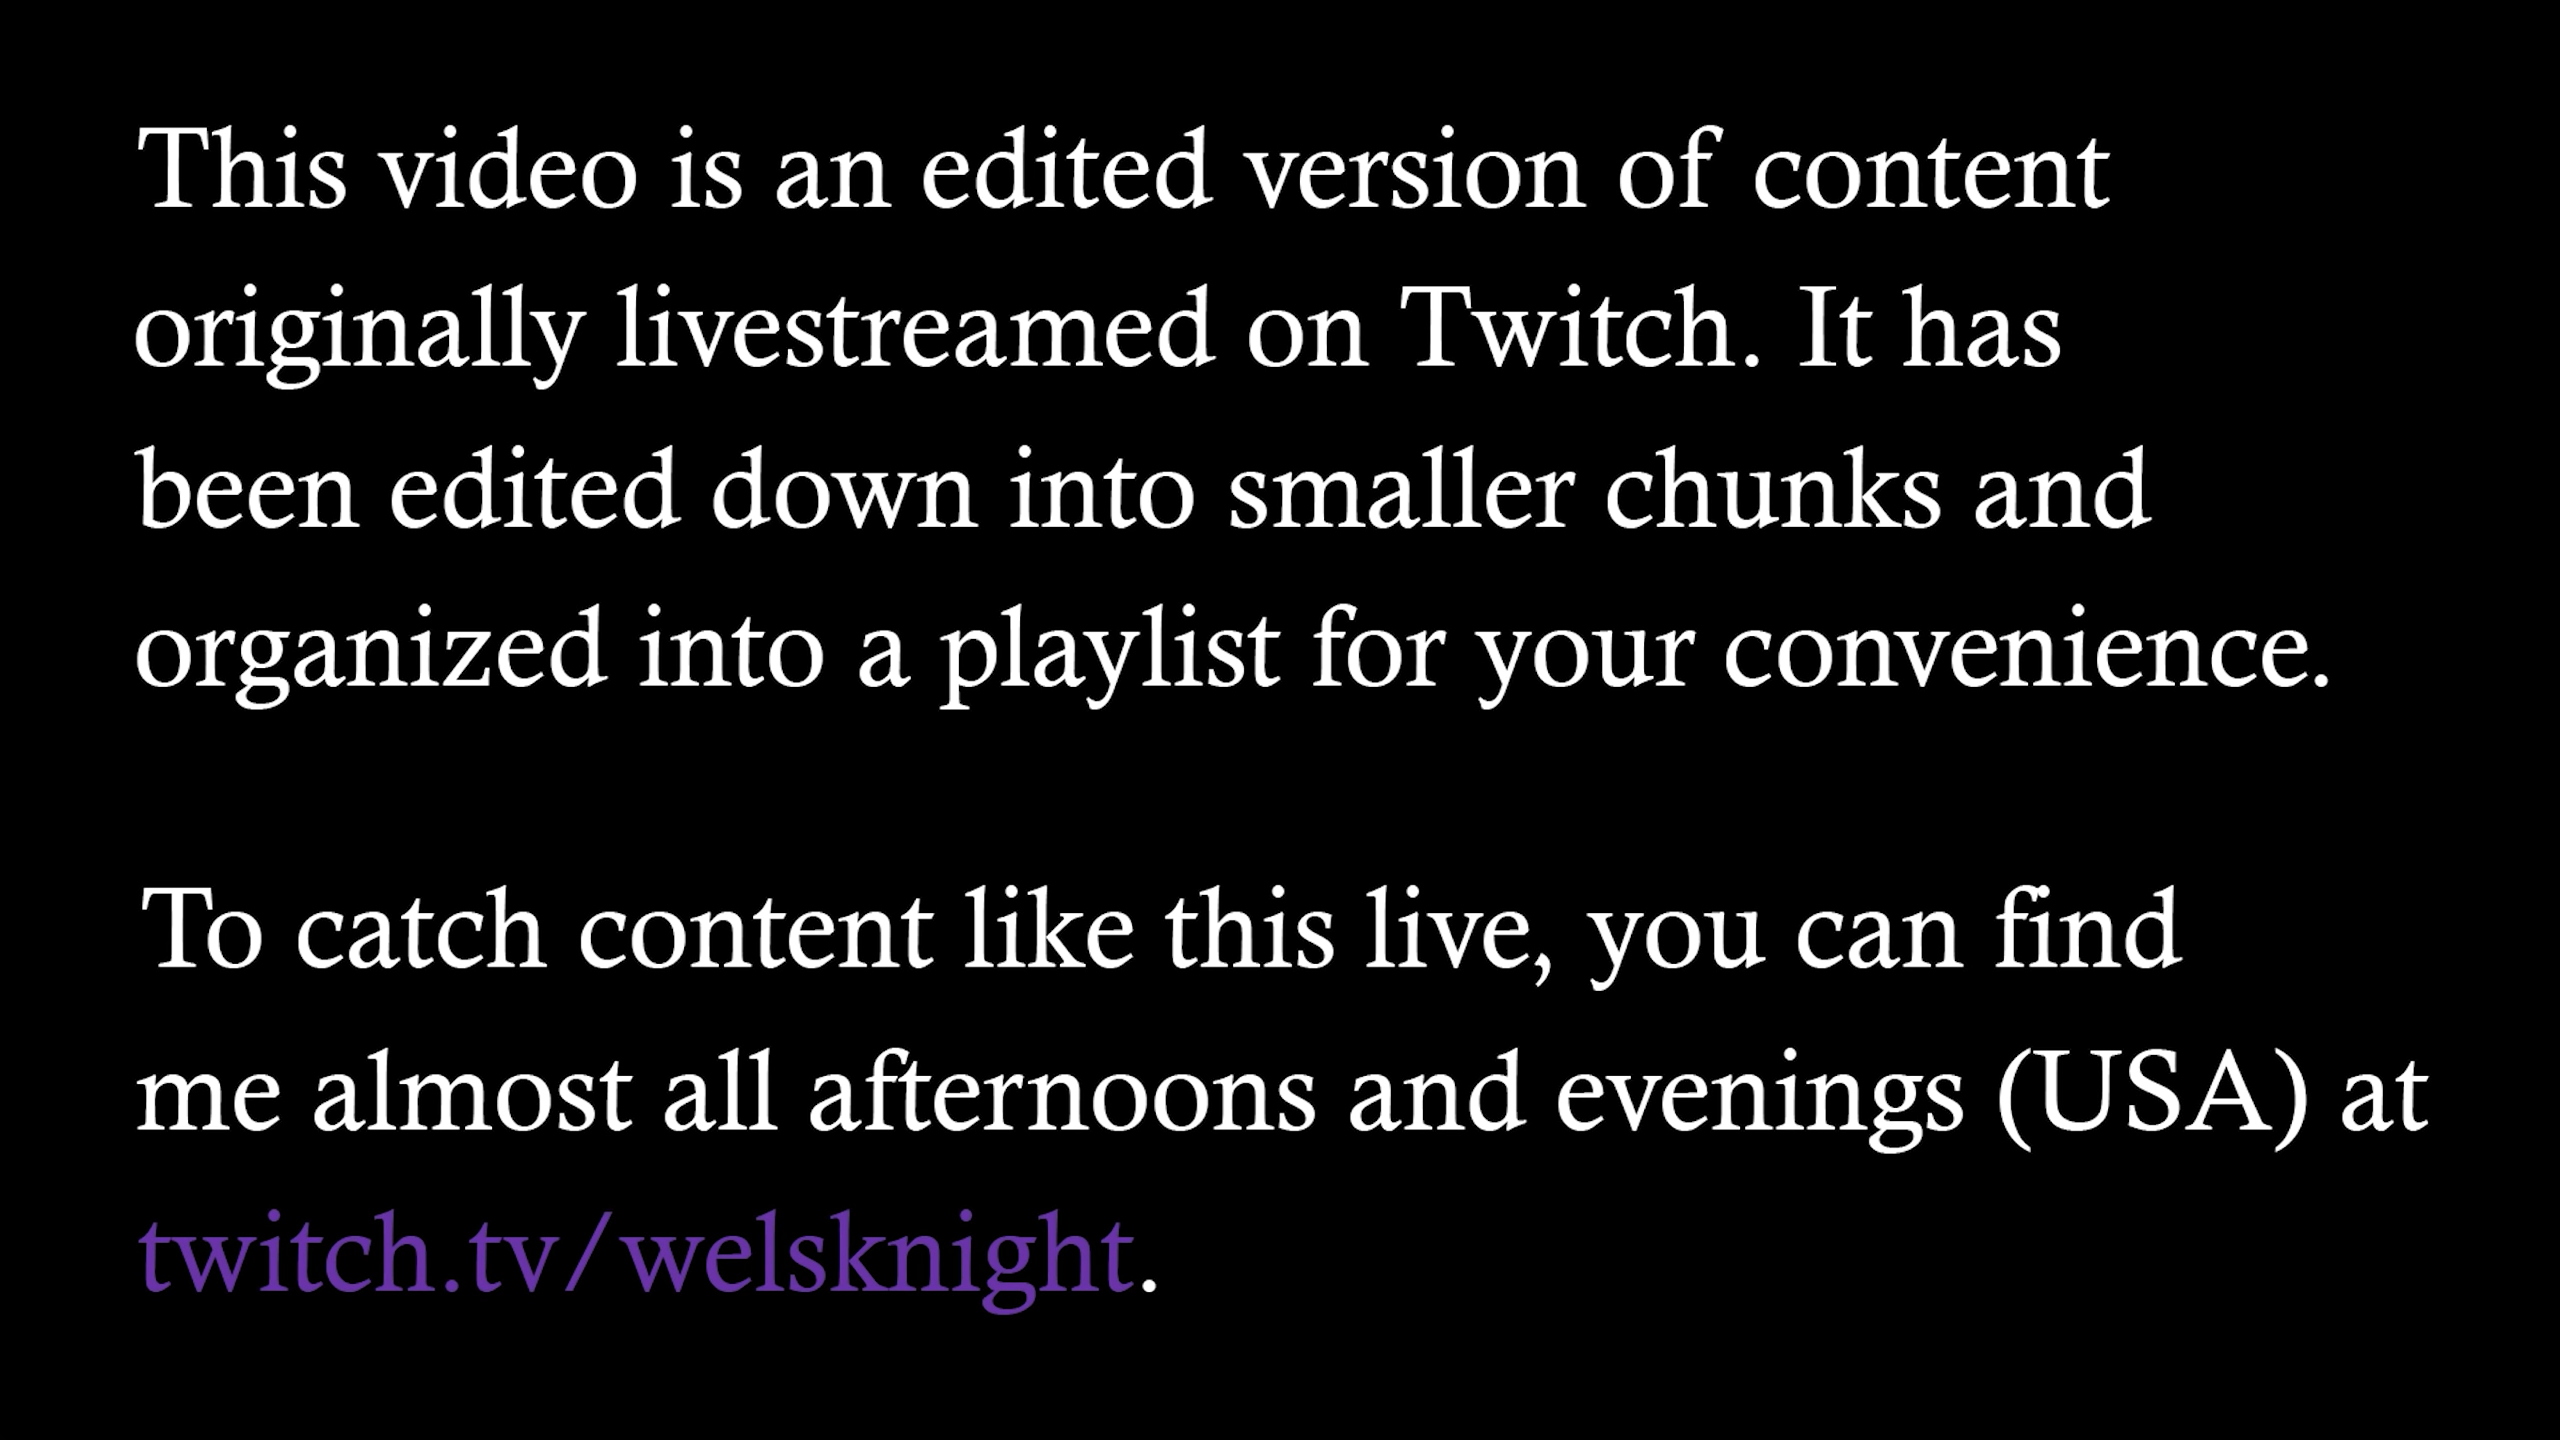 This video is an edited version of content
originally livestreamed on Twitch. It has
been edited down into smaller chunks and
organized into a playlist for your convenience.
To catch content like this live, you can find
me almost all afternoons and evenings (USA) at
twitch.tv/welsknight.